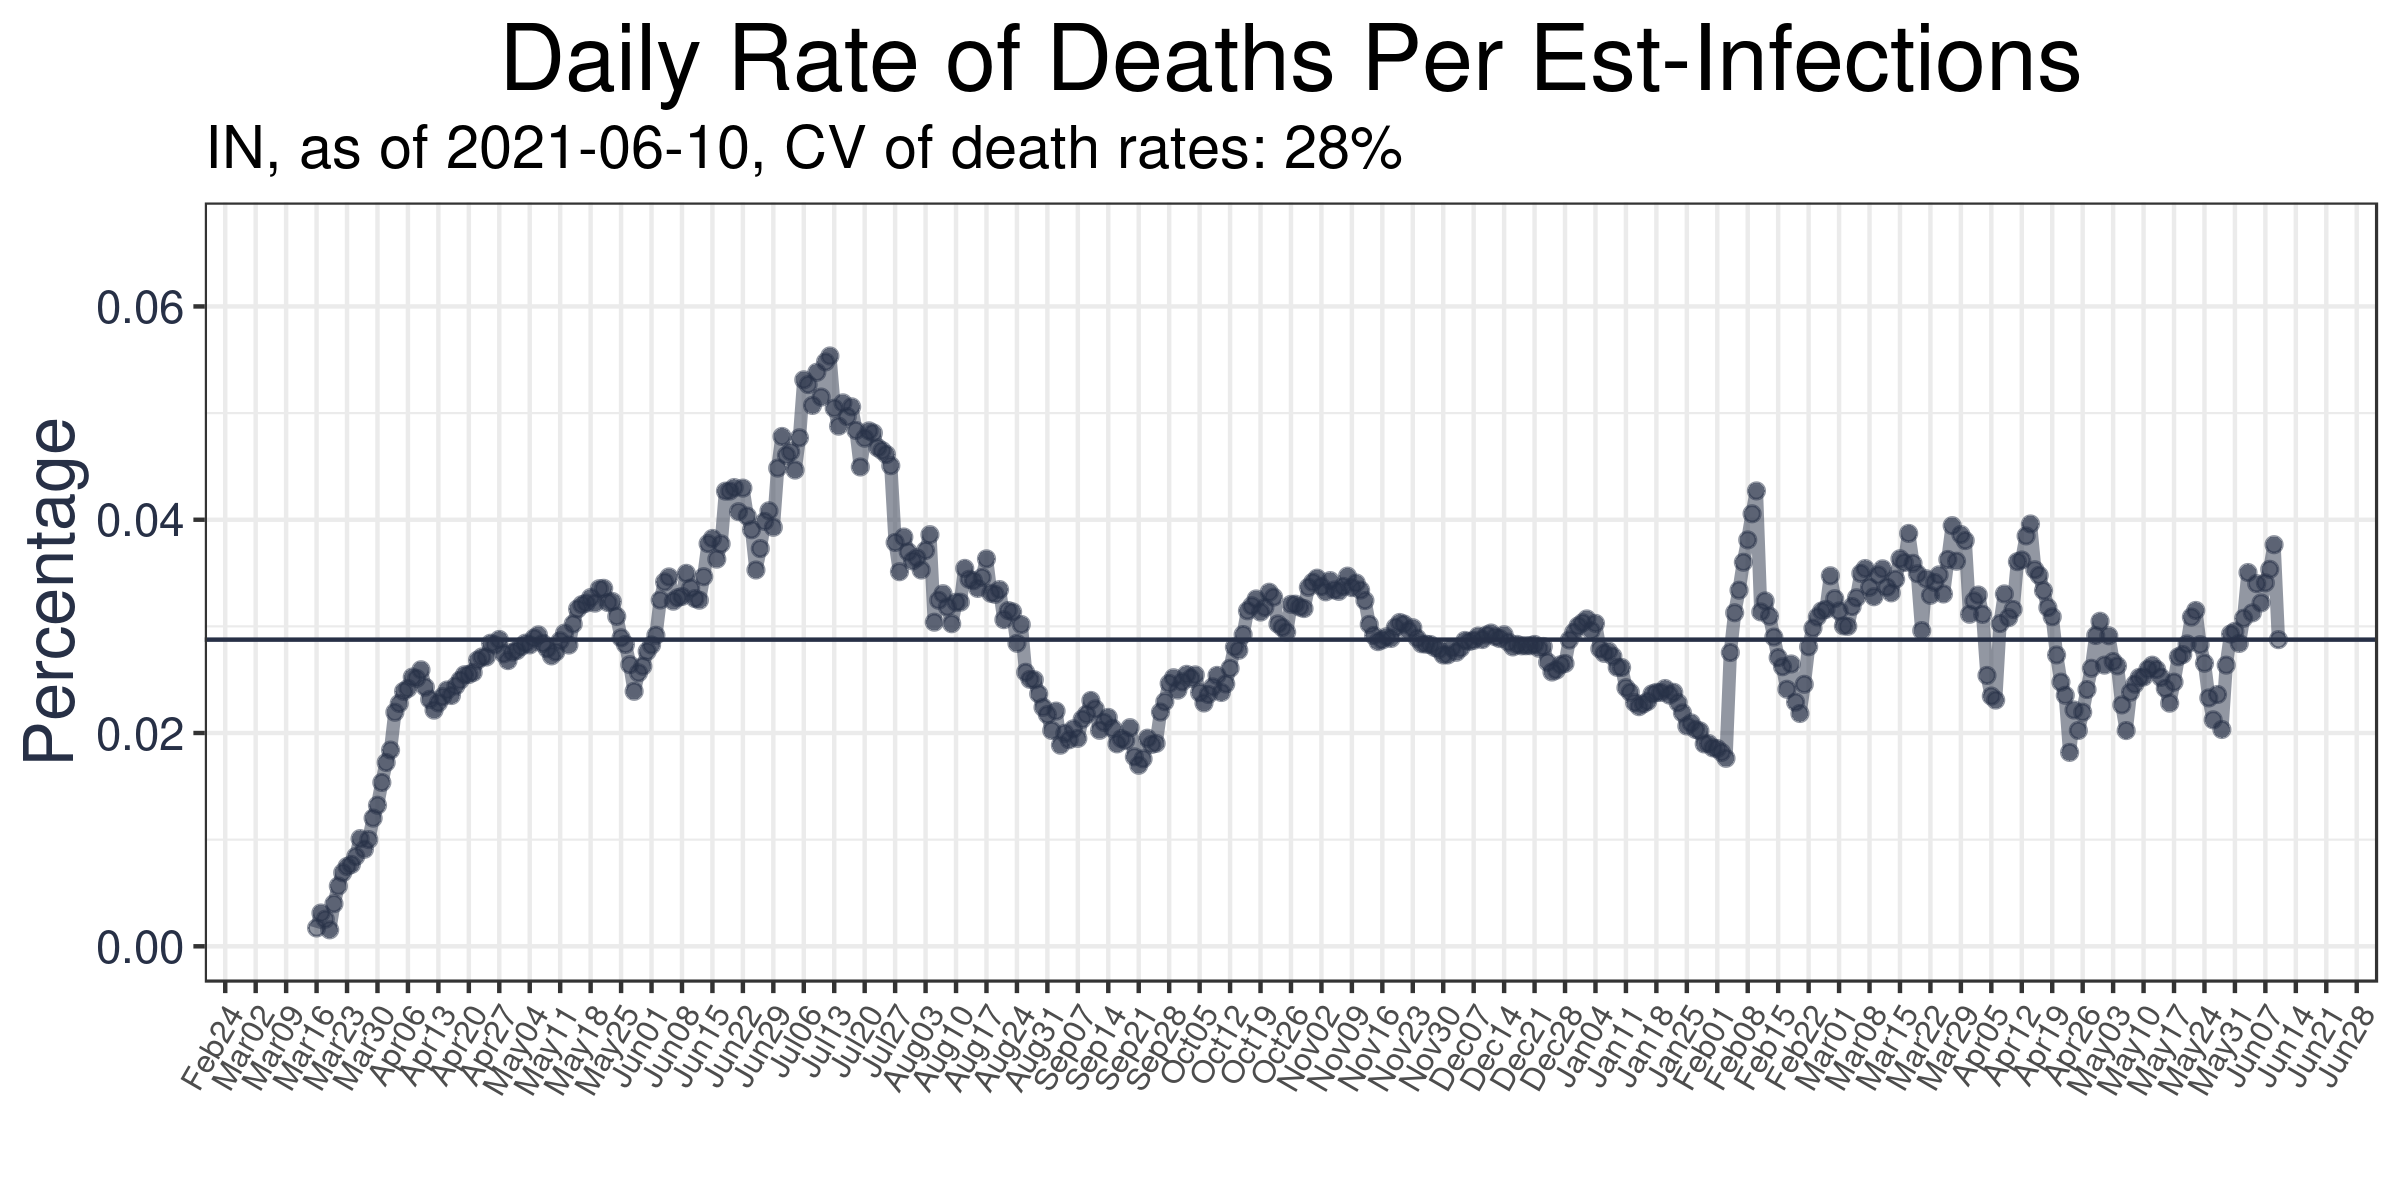 Daily Rate of Deaths Per Est-Infections
IN, as of 2021-06-10, CV of death rates: 28%
Percentage
0.06
0.04
0.02
0.00
Feb24
Mar02
Mar09
Mar16
Mar23
Mar30
Apr06
Apr13
Apr20
Apr27
May04
May11
May18
May25
Jun01
Jun08
Jun15
Jun22
Jun29
Jul06
Jul13
Jul20
Jul27
Aug03
Aug10
Aug17
Aug24
Aug31
Sep07
Sep14
Sep21
Sep28
Oct05
Oct12
Oct19
Oct26
Nov02
Nov09
Nov16
Nov23
Nov30
Dec07
Dec14
Dec21
Dec28
Jan04
Jan11
Jan18
Jan25
Feb01
Feb08
Feb15
Feb22
Mar01
Mar08
Mar15
Mar22
Mar29
Apr05
Apr12
Apr19
Apr26
May03
May10
May17
May24
May31
Jun07
Jun14
Jun21
Jun28